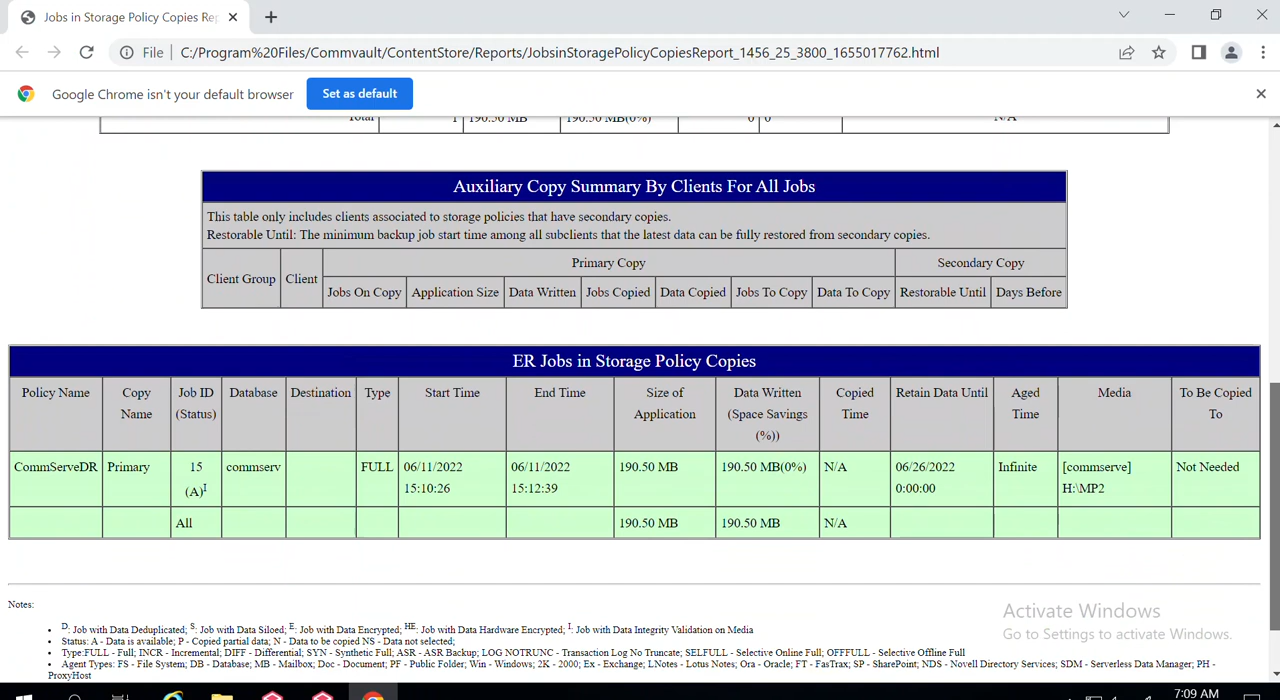 Jobs in Storage Policy Copies Rep
File
C:/Program%20Files/Commvault/ContentStore/Reports/JobsinStoragePolicyCopiesReport_1456_25_3800_1655017762.html
Google Chrome isn't your default browser
Set as default
Total 1 190.50 MB 190.50 MB(0%) 0 0 N/A
Auxiliary Copy Summary By Clients For All Jobs
This table only includes clients associated to storage policies that have secondary copies.
Restorable Until: The minimum backup job start time among all subclients that the latest data can be fully restored from secondary copies.
Client Group Client Primary Copy Secondary Copy
Jobs On Copy Application Size Data Written Jobs Copied Data Copied Jobs To Copy Data To Copy Restorable Until Days Before
ER Jobs in Storage Policy Copies
Policy Name Copy Job ID Database Destination Type Start Time End Time Size of Data Written Copied Retain Data Until Aged Media To Be Copied
Name (Status) Application (Space Savings Time Time To
(%))
CommServeDR Primary 15 commserv FULL 06/11/2022 06/11/2022 190.50 MB 190.50 MB(0%) N/A 06/26/2022 Infinite [commserve] Not Needed
(A)I 15:10:26 15:12:39 0:00:00 H:\MP2
All 190.50 MB 190.50 MB N/A
Activate Windows
Go to Settings to activate Windows.
Notes:
• D: Job with Data Deduplicated; S: Job with Data Siloed; E: Job with Data Encrypted; HE: Job with Data Hardware Encrypted; I: Job with Data Integrity Validation on Media
• Status: A - Data is available; P - Copied partial data; N - Data to be copied NS - Data not selected;
• Type:FULL - Full; INCR - Incremental; DIFF - Differential; SYN - Synthetic Full; ASR - ASR Backup; LOG NOTRUNC - Transaction Log No Truncate; SELFULL - Selective Online Full; OFFFULL - Selective Offline Full
• Agent Types: FS - File System; DB - Database; MB - Mailbox; Doc - Document; PF - Public Folder; Win - Windows; 2K - 2000; Ex - Exchange; LNotes - Lotus Notes; Ora - Oracle; FT - FasTrax; SP - SharePoint; NDS - Novell Directory Services; SDM - Serverless Data Manager; PH -
ProxyHost
7:09 AM